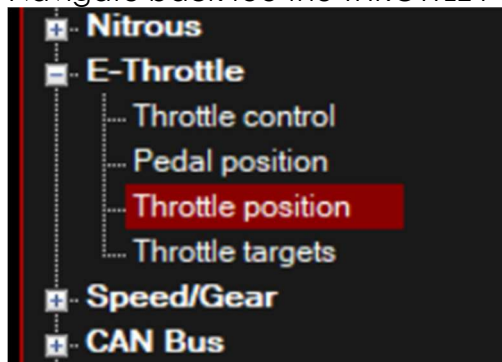 Nitrous
E-Throttle
Throttle control
Pedal position
Throttle position
Throttle targets
Speed/Gear
CAN Bus